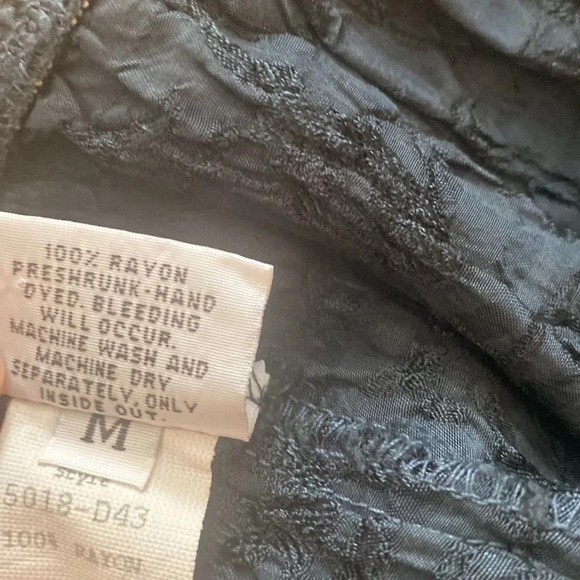 100% RAYON
PRESHRUNK-HAND
DYED. BLEEDING
WILL OCCUR.
MACHINE WASH AND
MACHINE DRY
SEPARATELY, ONLY
INSIDE OUT.
M
Style
5018-D43
100% RAYON